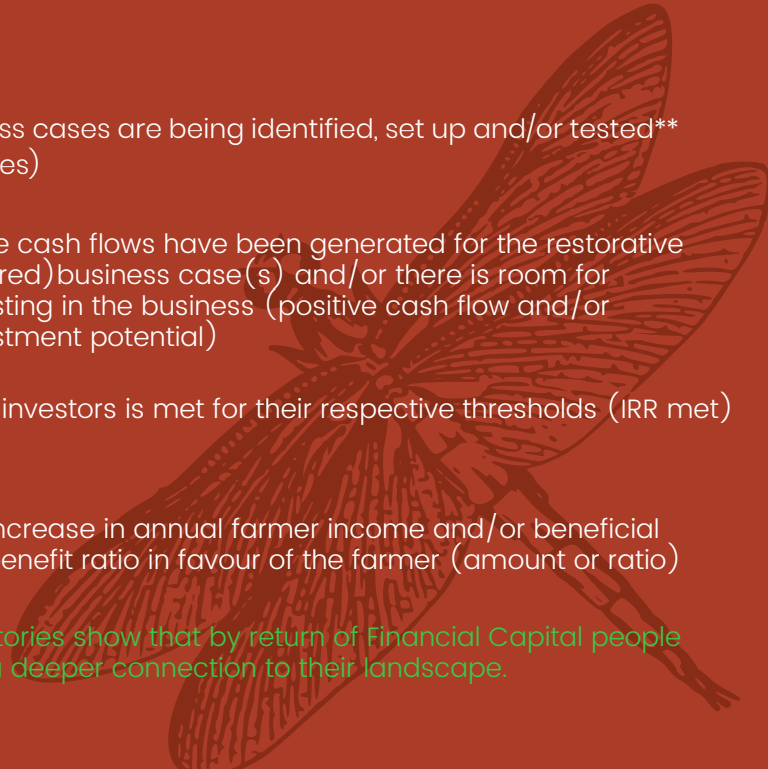 ss cases are being identified, set up and/or tested**
es)
e cash flows have been generated for the restorative
red)business case(s) and/or there is room for
sting in the business (positive cash flow and/or
stment potential)
investors is met for their respective thresholds (IRR met)
ncrease in annual farmer income and/or beneficial
enefit ratio in favour of the farmer (amount or ratio)
tories show that by return of Financial Capital people
a deeper connection to their landscape.